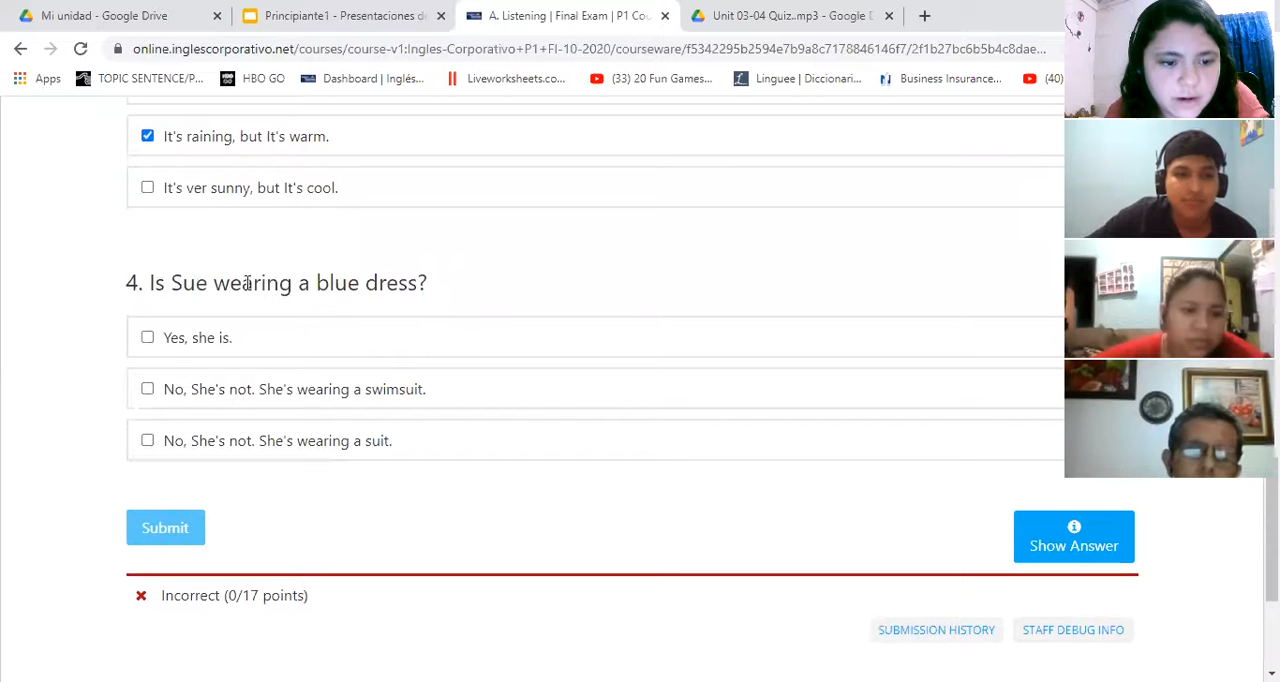 Mi unidad - Google Drive
Principiante1 - Presentaciones de
A. Listening | Final Exam | P1 Cou
Unit 03-04 Quiz..mp3 - Google D
online.inglescorporativo.net/courses/course-v1:Ingles-Corporativo+P1+FI-10-2020/courseware/f5342295b2594e7b9a8c7178846146f7/2f1b27bc6b5b4c8dae...
Apps
TOPIC SENTENCE/P...
HBO GO
Dashboard | Inglés...
Liveworksheets.co...
(33) 20 Fun Games...
Linguee | Diccionari...
Business Insurance...
(40)
It's raining, but It's warm.
It's ver sunny, but It's cool.
4. Is Sue wearing a blue dress?
Yes, she is.
No, She's not. She's wearing a swimsuit.
No, She's not. She's wearing a suit.
Submit
Show Answer
Incorrect (0/17 points)
SUBMISSION HISTORY
STAFF DEBUG INFO